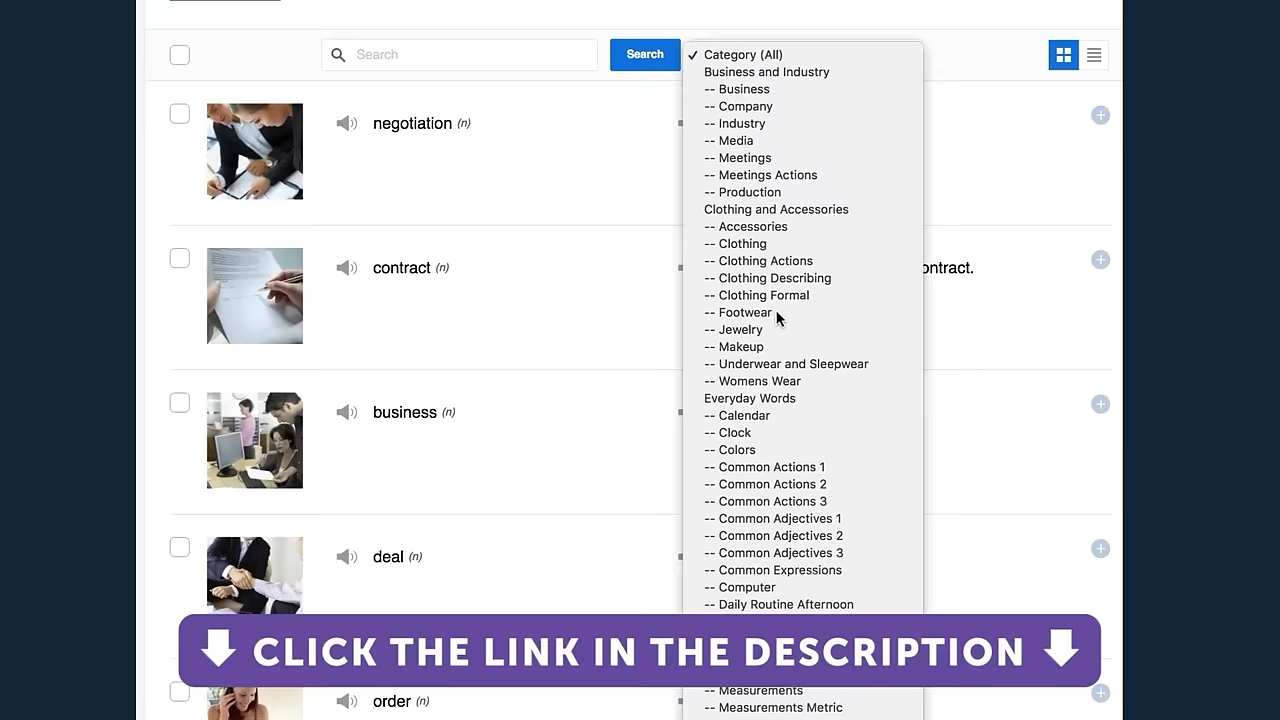 Search
Search
✓ Category (All)
Business and Industry
-- Business
-- Company
-- Industry
-- Media
-- Meetings
-- Meetings Actions
-- Production
Clothing and Accessories
-- Accessories
-- Clothing
-- Clothing Actions
-- Clothing Describing
-- Clothing Formal
-- Footwear
-- Jewelry
-- Makeup
-- Underwear and Sleepwear
-- Womens Wear
Everyday Words
-- Calendar
-- Clock
-- Colors
-- Common Actions 1
-- Common Actions 2
-- Common Actions 3
-- Common Adjectives 1
-- Common Adjectives 2
-- Common Adjectives 3
-- Common Expressions
-- Computer
-- Daily Routine Afternoon
-- Measurements
-- Measurements Metric
negotiation (n)
contract (n)
ontract.
business (n)
deal (n)
order (n)
CLICK THE LINK IN THE DESCRIPTION